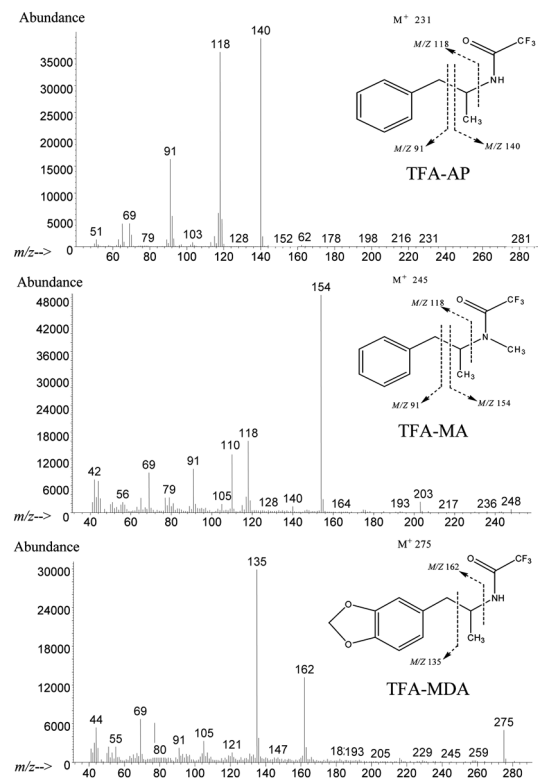 Abundance
M⁺ 231
140
118
35000
30000
25000
20000
15000
10000
5000
0
91
51
69
79
103
128
152
62
178
198
216
231
281
m/z-->
60 80 100 120 140 160 180 200 220 240 260 280
O
CF₃
NH
CH₃
M/Z 118
M/Z 91
M/Z 140
TFA-AP
Abundance
M⁺ 245
154
48000
42000
36000
30000
24000
18000
12000
6000
0
42
56
69
79
91
105
110
118
128
140
164
193
203
217
236
248
m/z-->
40 60 80 100 120 140 160 180 200 220 240
O
CF₃
N
CH₃
CH₃
M/Z 118
M/Z 91
M/Z 154
TFA-MA
Abundance
M⁺ 275
135
30000
24000
18000
12000
6000
0
44
55
69
80
91
105
121
147
162
193
205
229
245
259
275
m/z-->
40 60 80 100 120 140 160 180 200 220 240 260
O
CF₃
NH
CH₃
O
O
M/Z 162
M/Z 135
TFA-MDA